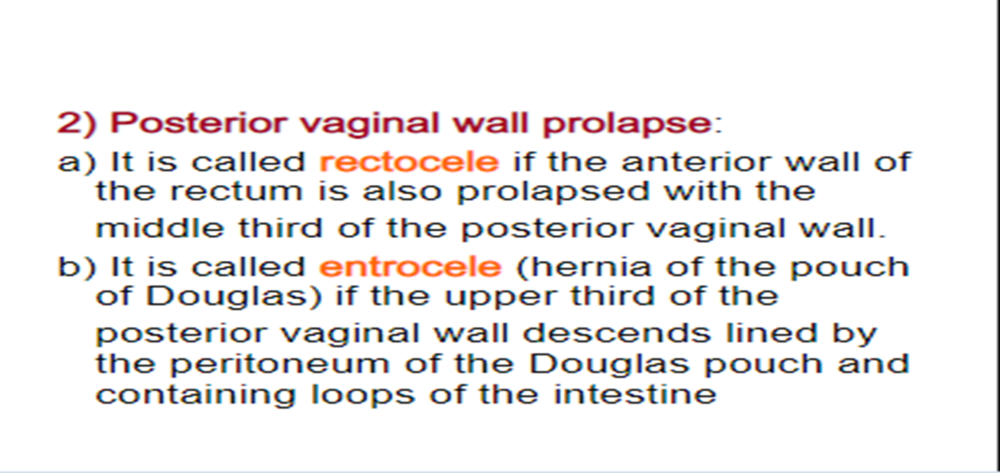 2) Posterior vaginal wall prolapse:
a) It is called rectocele if the anterior wall of
the rectum is also prolapsed with the
middle third of the posterior vaginal wall.
b) It is called entrocele (hernia of the pouch
of Douglas) if the upper third of the
posterior vaginal wall descends lined by
the peritoneum of the Douglas pouch and
containing loops of the intestine